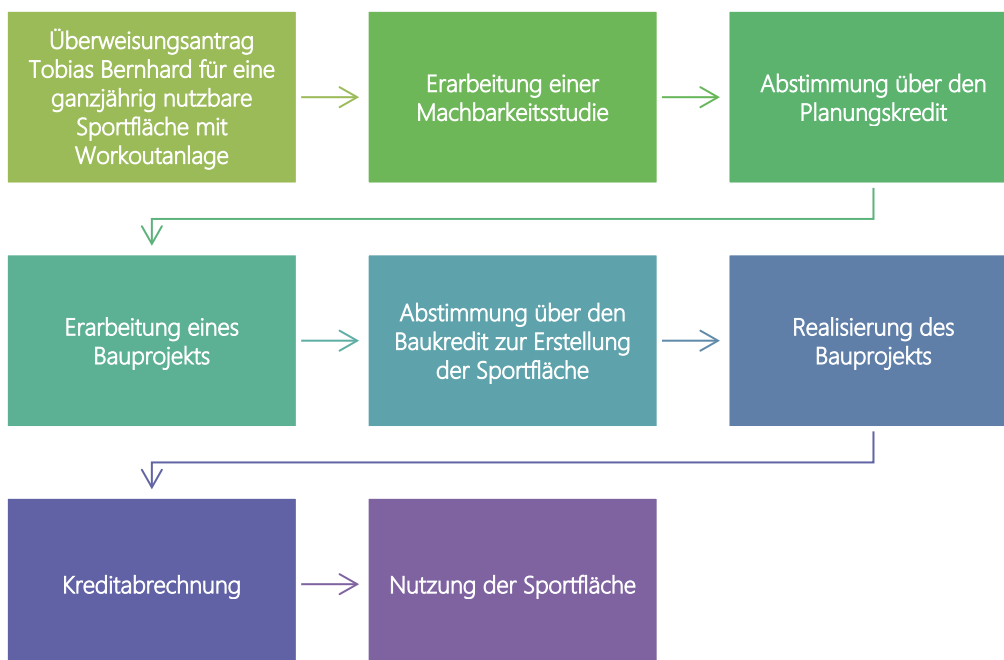 Überweisungsantrag
Tobias Bernhard für eine
ganzjährig nutzbare
Sportfläche mit
Workoutanlage
Erarbeitung einer
Machbarkeitsstudie
Abstimmung über den
Planungskredit
Erarbeitung eines
Bauprojekts
Abstimmung über den
Baukredit zur Erstellung
der Sportfläche
Realisierung des
Bauprojekts
Kreditabrechnung
Nutzung der Sportfläche